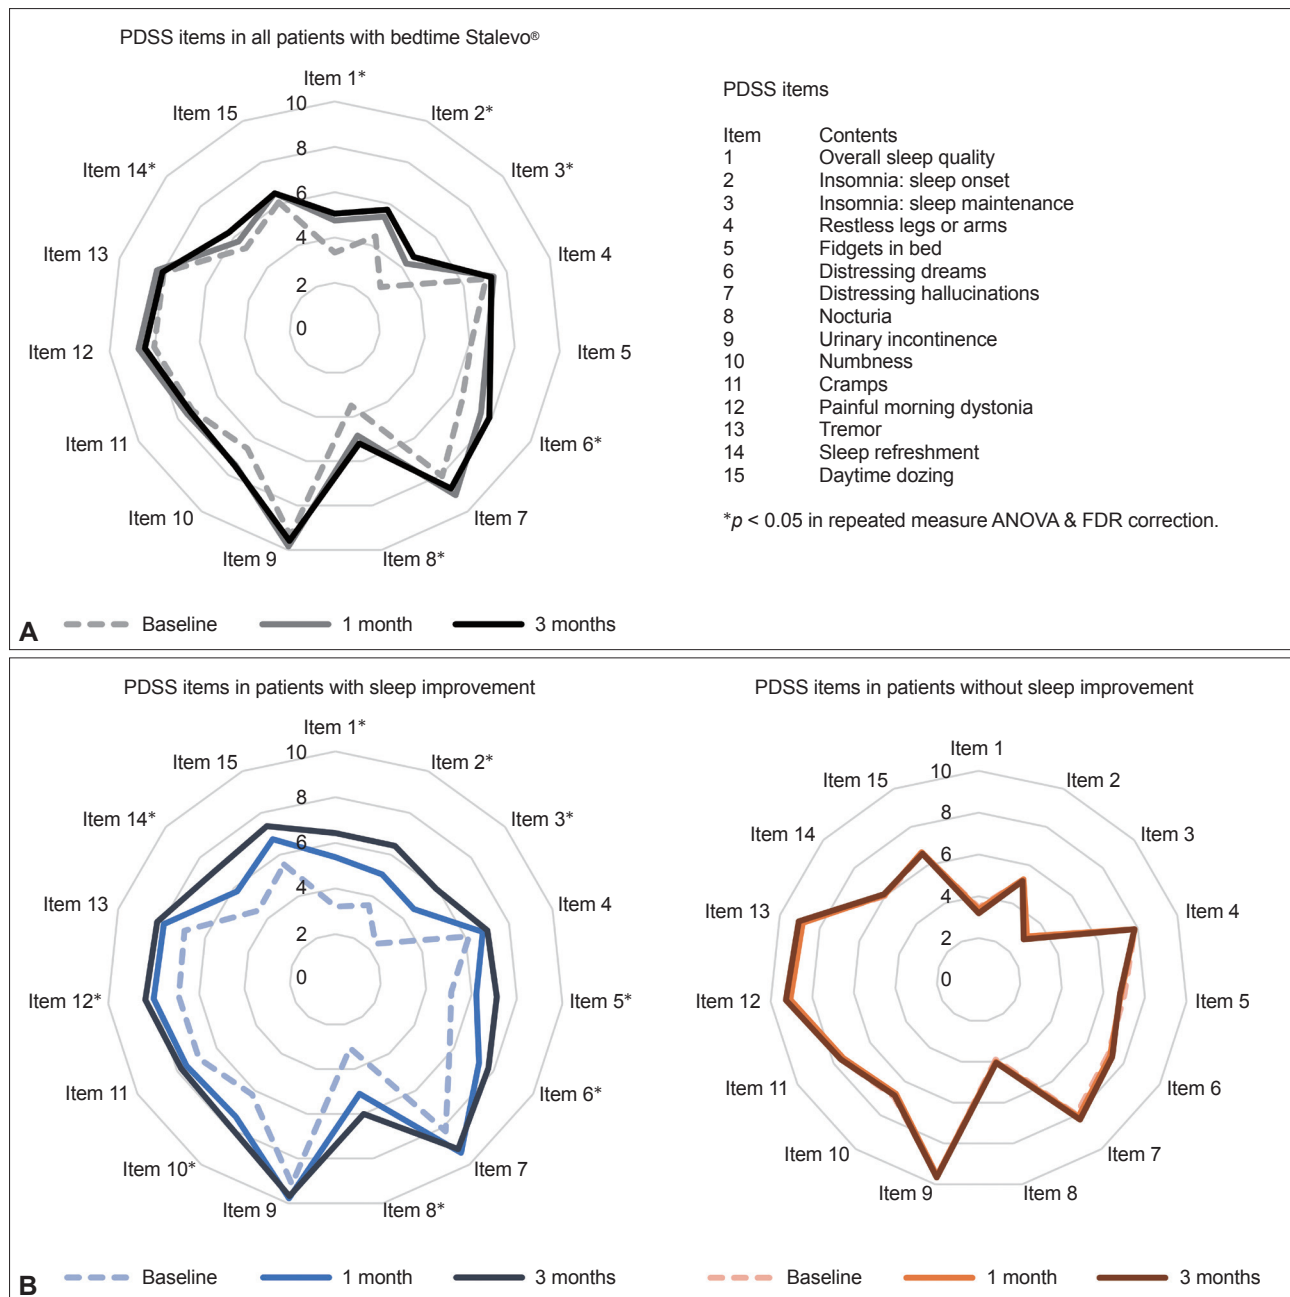 PDSS items in all patients with bedtime Stalevo®
Item 1*
Item 2*
Item 3*
Item 4
Item 5
Item 6*
Item 7
Item 8*
Item 9
Item 10
Item 11
Item 12
Item 13
Item 14*
Item 15
10
8
6
4
2
0
Baseline
1 month
3 months
A
PDSS items
Item Contents
1 Overall sleep quality
2 Insomnia: sleep onset
3 Insomnia: sleep maintenance
4 Restless legs or arms
5 Fidgets in bed
6 Distressing dreams
7 Distressing hallucinations
8 Nocturia
9 Urinary incontinence
10 Numbness
11 Cramps
12 Painful morning dystonia
13 Tremor
14 Sleep refreshment
15 Daytime dozing
*p < 0.05 in repeated measure ANOVA & FDR correction.
PDSS items in patients with sleep improvement
Item 1*
Item 2*
Item 3*
Item 4
Item 5*
Item 6*
Item 7
Item 8*
Item 9
Item 10*
Item 11
Item 12*
Item 13
Item 14*
Item 15
10
8
6
4
2
0
Baseline
1 month
3 months
B
PDSS items in patients without sleep improvement
Item 1
Item 2
Item 3
Item 4
Item 5
Item 6
Item 7
Item 8
Item 9
Item 10
Item 11
Item 12
Item 13
Item 14
Item 15
10
8
6
4
2
0
Baseline
1 month
3 months